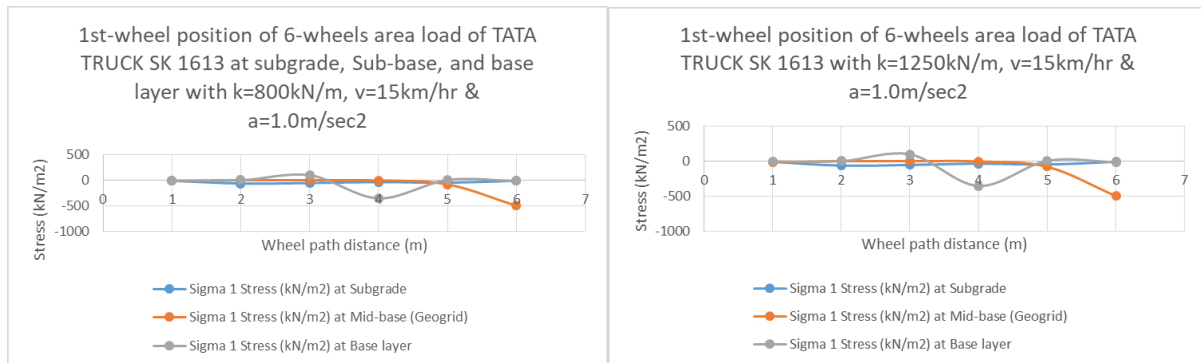 1st-wheel position of 6-wheels area load of TATA
TRUCK SK 1613 at subgrade, Sub-base, and base
layer with k=800kN/m, v=15km/hr &
a=1.0m/sec2
500
0
-500
-1000
0 1 2 3 4 5 6 7
Stress (kN/m2)
Wheel path distance (m)
Sigma 1 Stress (kN/m2) at Subgrade
Sigma 1 Stress (kN/m2) at Mid-base (Geogrid)
Sigma 1 Stress (kN/m2) at Base layer
1st-wheel position of 6-wheels area load of TATA
TRUCK SK 1613 with k=1250kN/m, v=15km/hr &
a=1.0m/sec2
500
0
-500
-1000
0 1 2 3 4 5 6 7
Stress (kN/m2)
Wheel path distance (m)
Sigma 1 Stress (kN/m2) at Subgrade
Sigma 1 Stress (kN/m2) at Mid-base (Geogrid)
Sigma 1 Stress (kN/m2) at Base layer